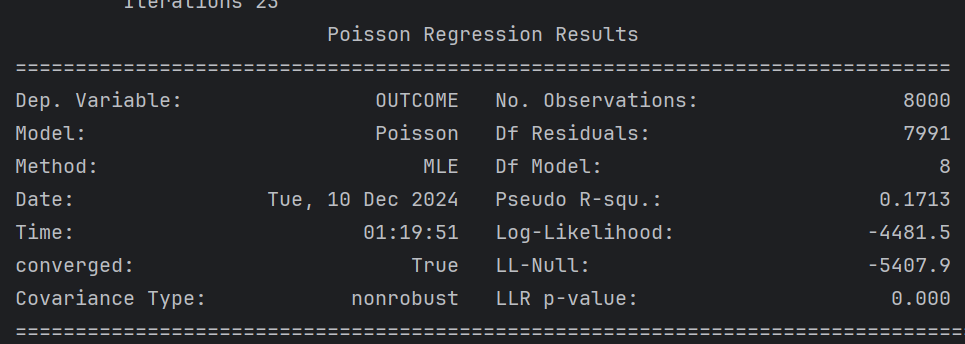 Iterations 23
Poisson Regression Results
==============================================================================
Dep. Variable: OUTCOME No. Observations: 8000
Model: Poisson Df Residuals: 7991
Method: MLE Df Model: 8
Date: Tue, 10 Dec 2024 Pseudo R-squ.: 0.1713
Time: 01:19:51 Log-Likelihood: -4481.5
converged: True LL-Null: -5407.9
Covariance Type: nonrobust LLR p-value: 0.000
==============================================================================